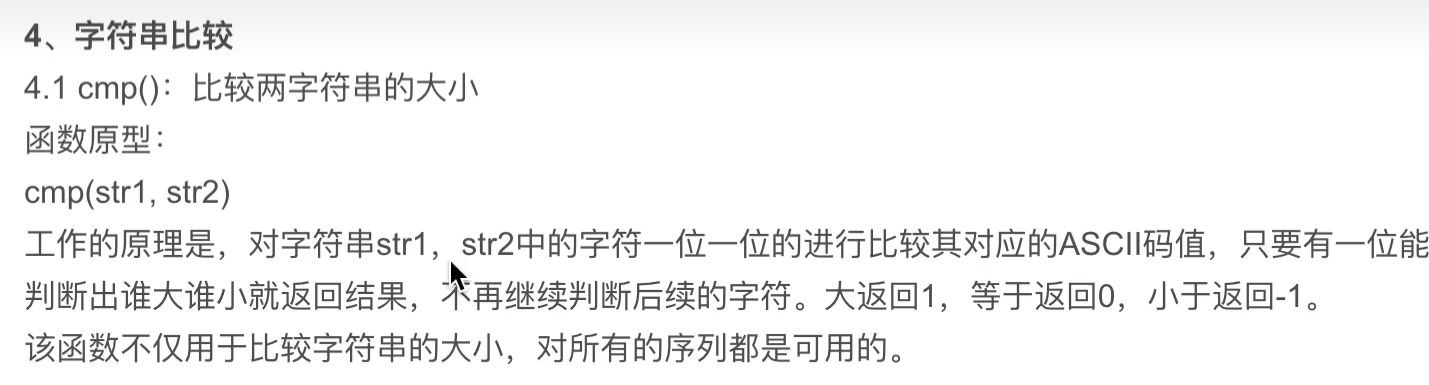 4、字符串比较
4.1 cmp()：比较两字符串的大小
函数原型：
cmp(str1, str2)
工作的原理是，对字符串str1，str2中的字符一位一位的进行比较其对应的ASCII码值，只要有一位能
判断出谁大谁小就返回结果，不再继续判断后续的字符。大返回1，等于返回0，小于返回-1。
该函数不仅用于比较字符串的大小，对所有的序列都是可用的。